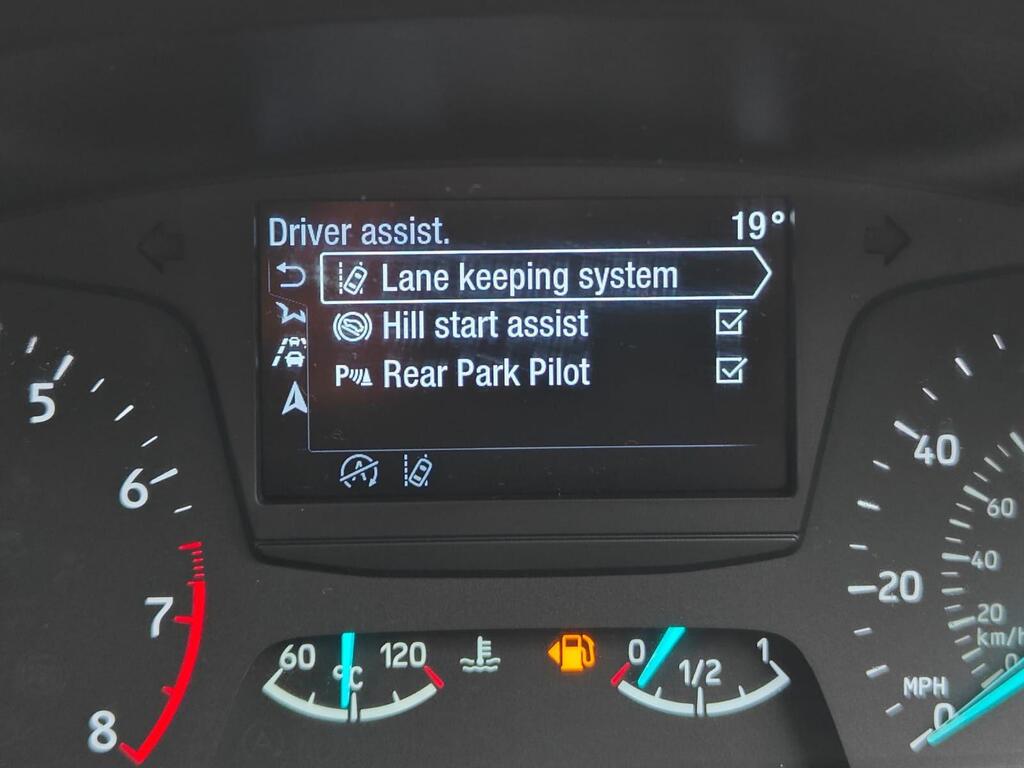 Driver assist. 19°
Lane keeping system
Hill start assist
P Rear Park Pilot
A
5
6
7
8
60 °C 120
0 1/2 1
40
20
MPH
0
60
40
20
km/h
0